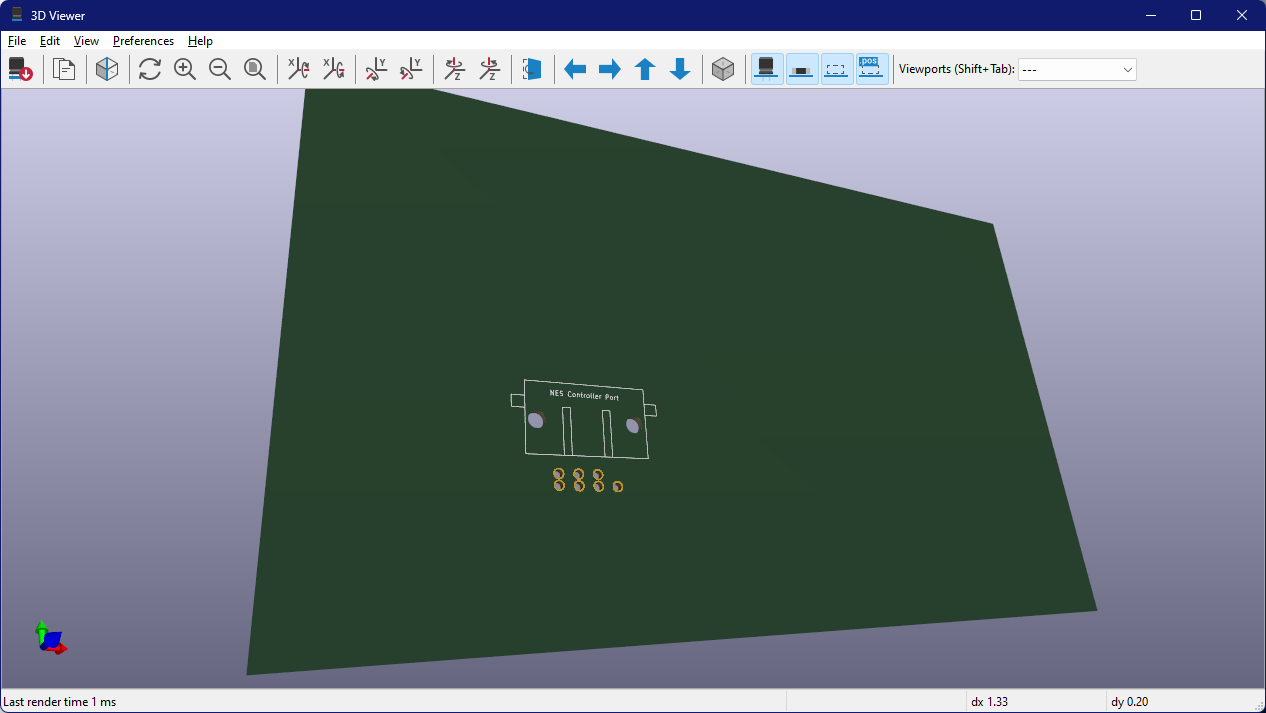 3D Viewer
File Edit View Preferences Help
X X Y Y Z Z .pos Viewports (Shift+Tab): ---
NES Controller Port
Last render time 1 ms dx 1.33 dy 0.20